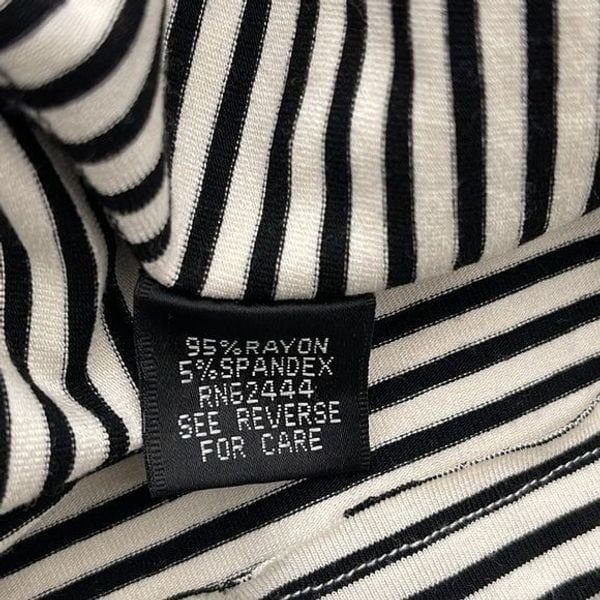 95%RAYON
5%SPANDEX
RN62444
SEE REVERSE
FOR CARE